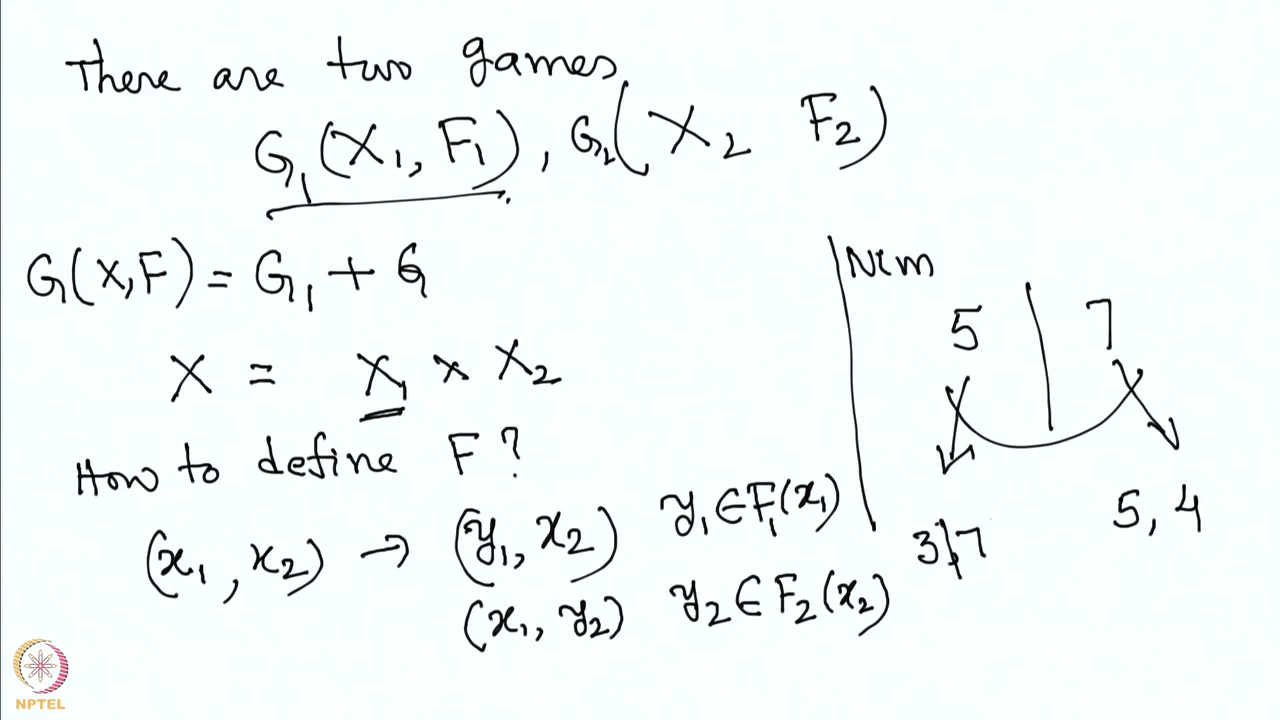 There are two games
G₁(X₁, F₁), G₂(X₂ F₂)
G(X,F) = G₁ + G
X = X₁ × X₂
How to define F?
(x₁, x₂) → (y₁, x₂) y₁ ∈ F₁(x₁)
(x₁, y₂) y₂ ∈ F₂(x₂)
Nim
5 | 7
3|7
5, 4
NPTEL